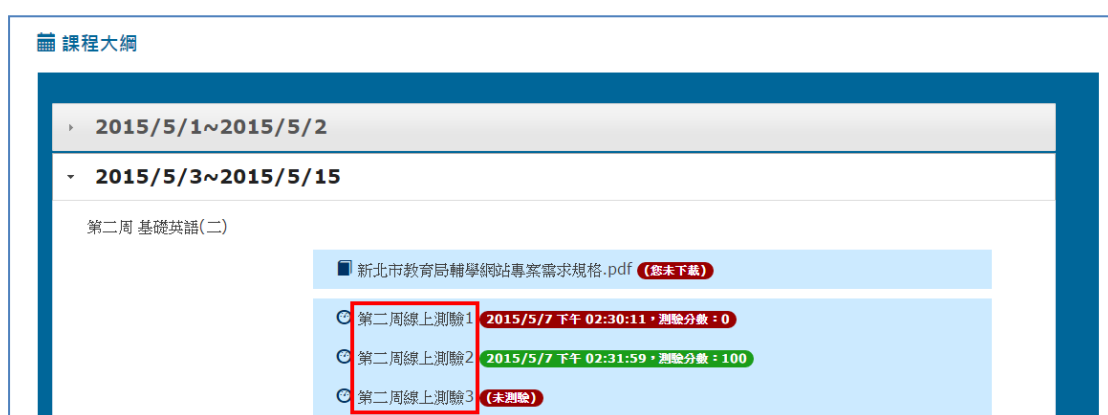 課程大綱
2015/5/1~2015/5/2
2015/5/3~2015/5/15
第二周 基礎英語(二)
新北市教育局輔學網站專案需求規格.pdf (您未下載)
第二周線上測驗1 2015/5/7 下午 02:30:11，測驗分數：0
第二周線上測驗2 2015/5/7 下午 02:31:59，測驗分數：100
第二周線上測驗3 (未測驗)